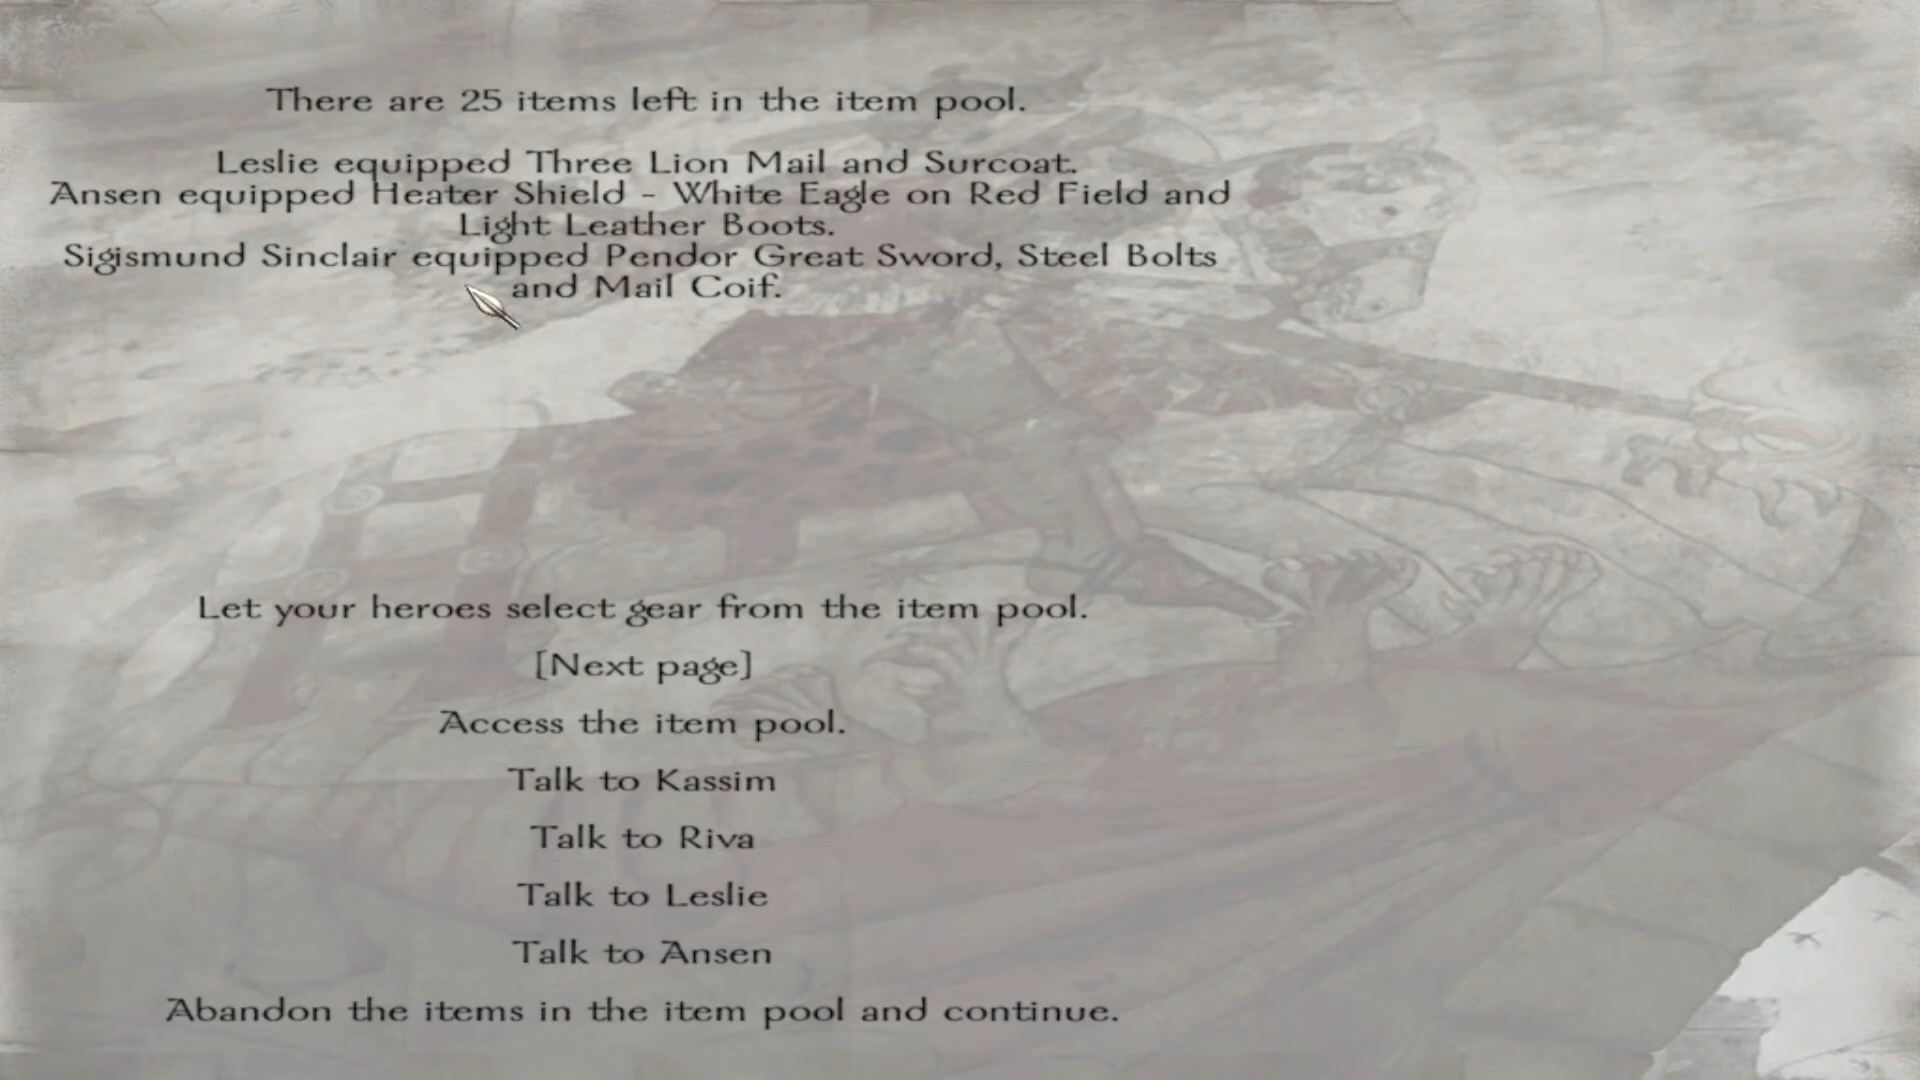 There are 25 items left in the item pool.
Leslie equipped Three Lion Mail and Surcoat.
Ansen equipped Heater Shield - White Eagle on Red Field and
Light Leather Boots.
Sigismund Sinclair equipped Pendor Great Sword, Steel Bolts
and Mail Coif.
Let your heroes select gear from the item pool.
[Next page]
Access the item pool.
Talk to Kassim
Talk to Riva
Talk to Leslie
Talk to Ansen
Abandon the items in the item pool and continue.